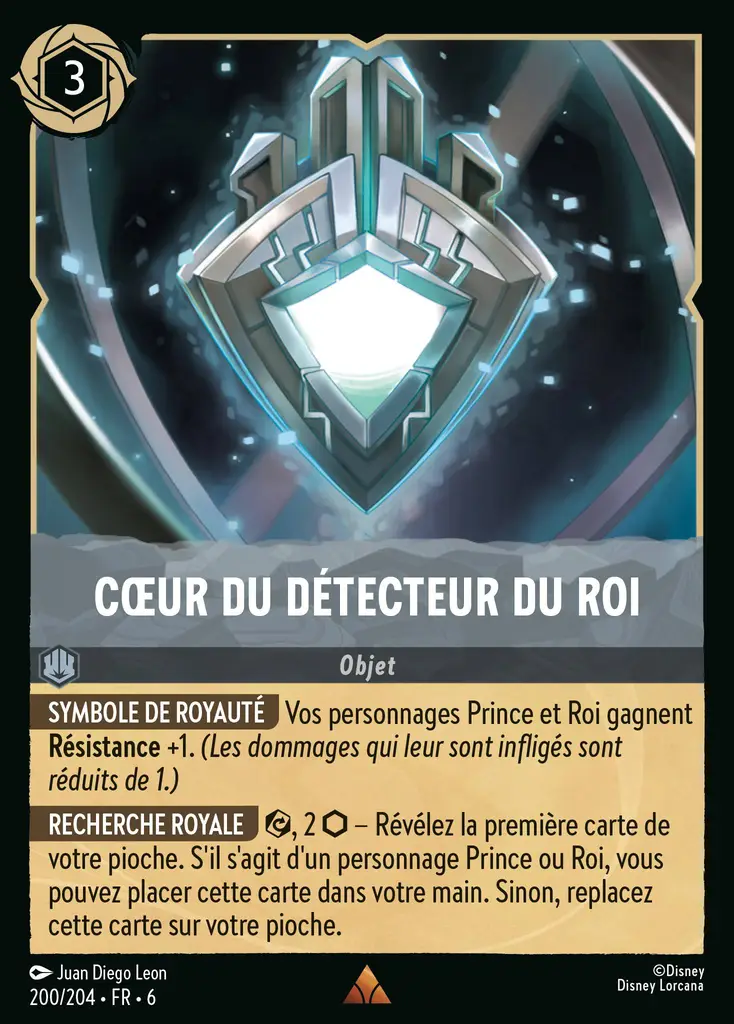 3
CŒUR DU DÉTECTEUR DU ROI
Objet
SYMBOLE DE ROYAUTÉ Vos personnages Prince et Roi gagnent
Résistance +1. (Les dommages qui leur sont infligés sont
réduits de 1.)
RECHERCHE ROYALE , 2 – Révélez la première carte de
votre pioche. S'il s'agit d'un personnage Prince ou Roi, vous
pouvez placer cette carte dans votre main. Sinon, replacez
cette carte sur votre pioche.
Juan Diego Leon
©Disney
200/204 • FR • 6
Disney Lorcana